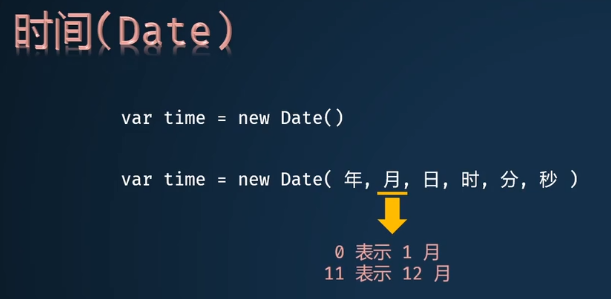 时间(Date)
var time = new Date()
var time = new Date( 年, 月, 日, 时, 分, 秒 )
0 表示 1 月
11 表示 12 月